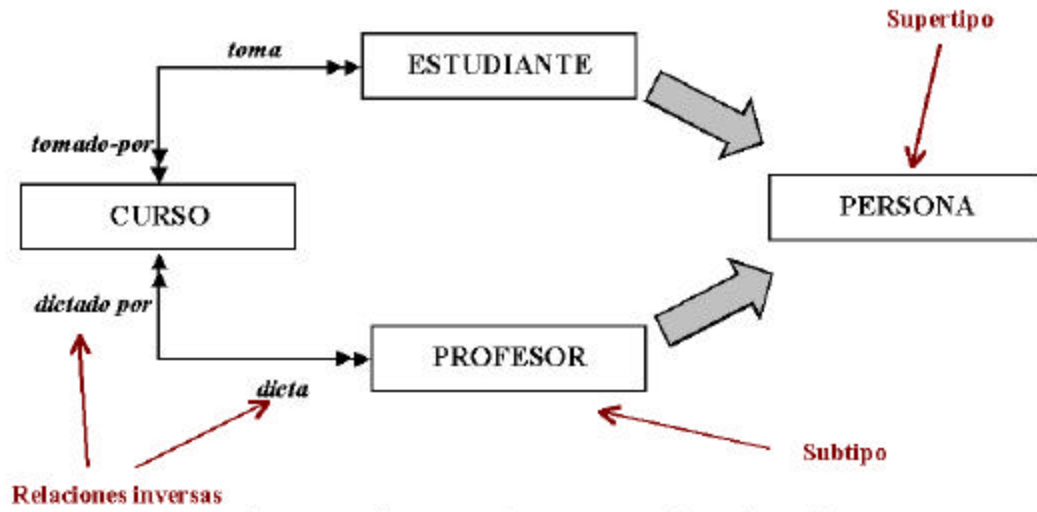 Supertipo
toma
ESTUDIANTE
tomado-por
PERSONA
CURSO
dictado por
PROFESOR
dicta
Subtipo
Relaciones inversas